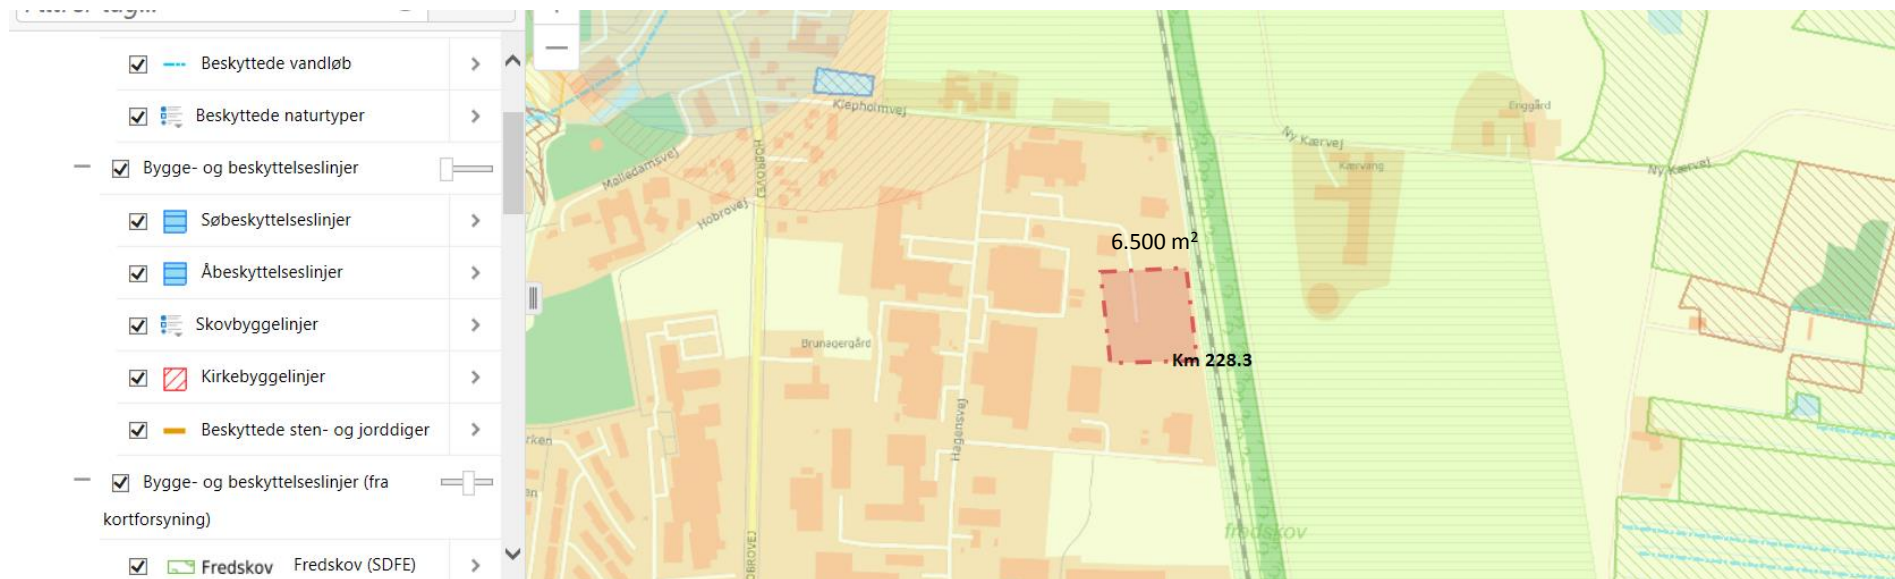 Beskyttede vandløb
Beskyttede naturtyper
Bygge- og beskyttelseslinjer
Søbeskyttelseslinjer
Åbeskyttelseslinjer
Skovbyggelinjer
Kirkebyggelinjer
Beskyttede sten- og jorddiger
Bygge- og beskyttelseslinjer (fra
kortforsyning)
Fredskov Fredskov (SDFE)
Klepholmvej
Mølledamsvej
HOBROVEJ
Hobrovej
Ny Kærvej
Kærvang
Enggård
Ny Kærvej
6.500 m²
Km 228.3
Brunagergård
Hagensvej
fredskov